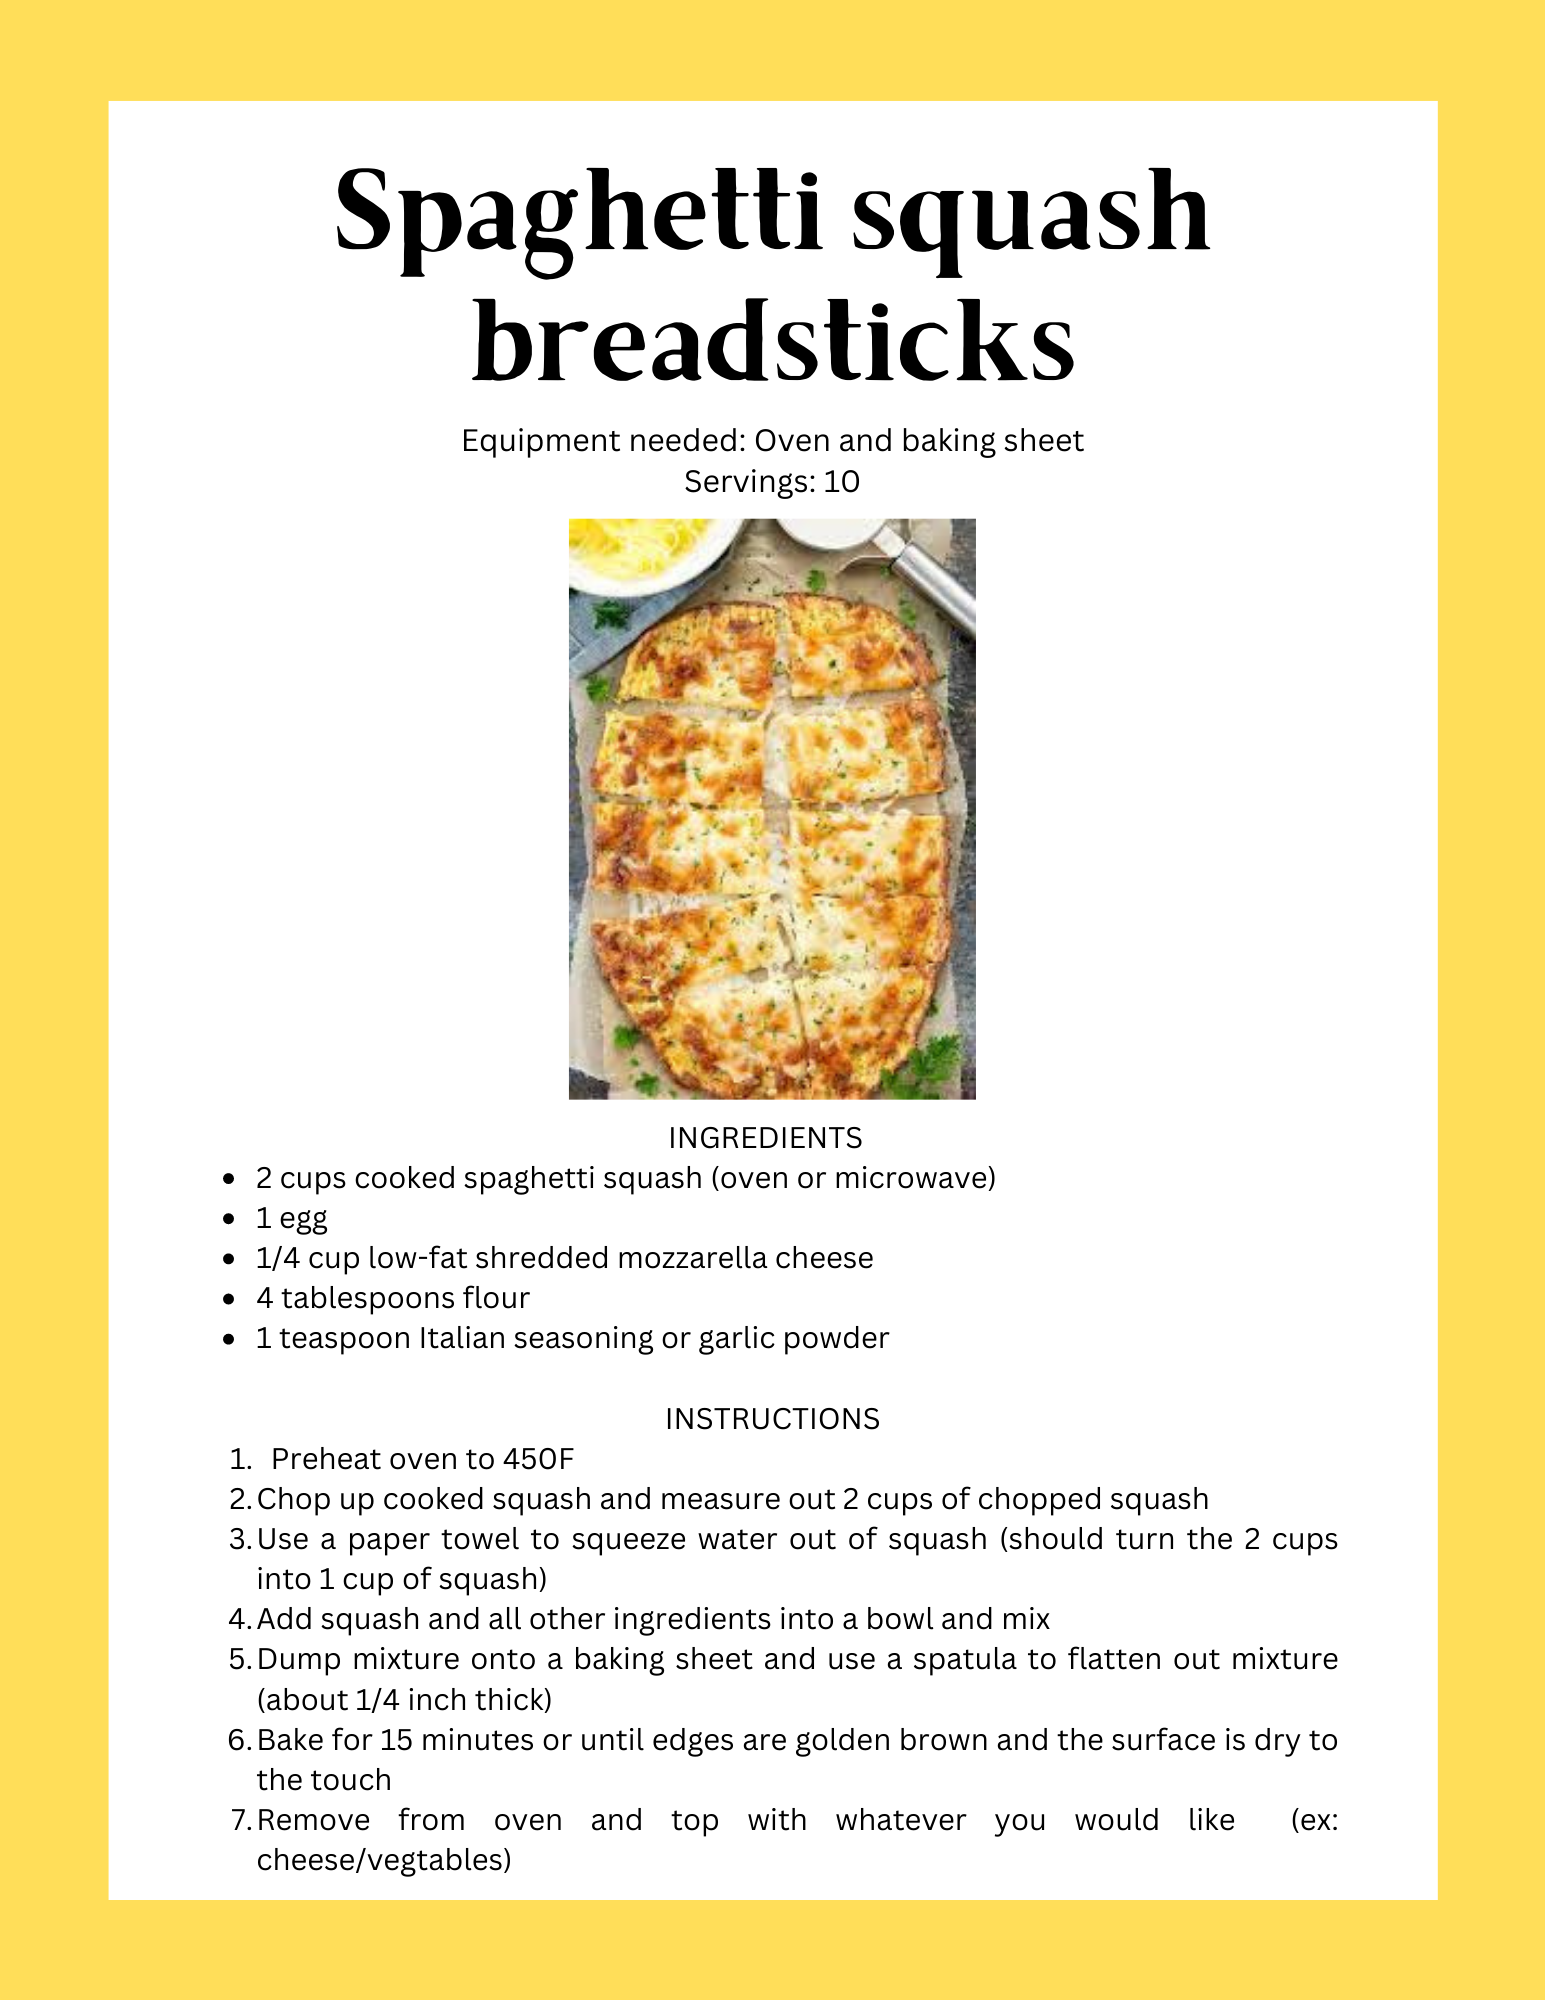 Spaghetti squash
breadsticks
Equipment needed: Oven and baking sheet
Servings: 10
INGREDIENTS
• 2 cups cooked spaghetti squash (oven or microwave)
• 1 egg
• 1/4 cup low-fat shredded mozzarella cheese
• 4 tablespoons flour
• 1 teaspoon Italian seasoning or garlic powder
INSTRUCTIONS
1. Preheat oven to 450F
2. Chop up cooked squash and measure out 2 cups of chopped squash
3. Use a paper towel to squeeze water out of squash (should turn the 2 cups
into 1 cup of squash)
4. Add squash and all other ingredients into a bowl and mix
5. Dump mixture onto a baking sheet and use a spatula to flatten out mixture
(about 1/4 inch thick)
6. Bake for 15 minutes or until edges are golden brown and the surface is dry to
the touch
7. Remove from oven and top with whatever you would like (ex:
cheese/vegtables)